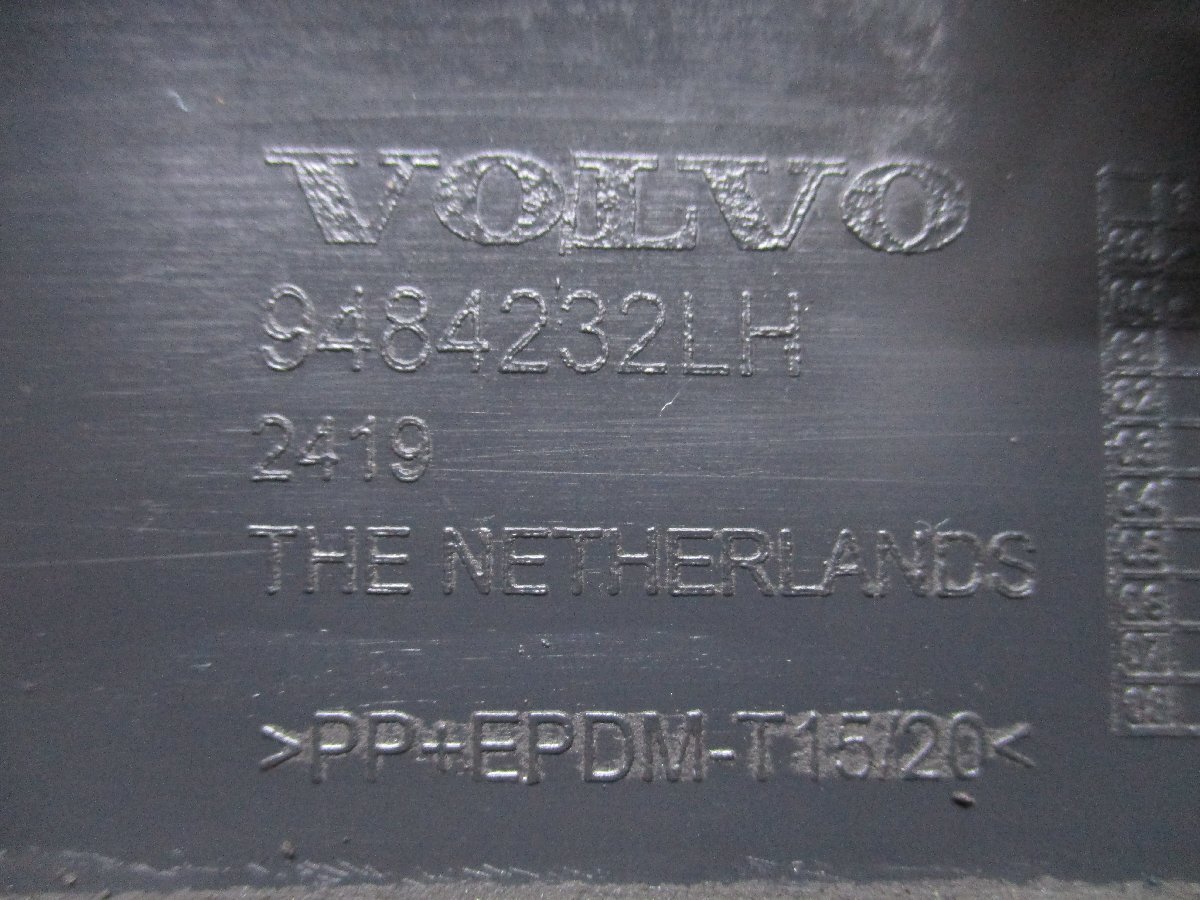 VOLVO
9484232LH
2419
THE NETHERLANDS
>PP+EPDM-T15/20<